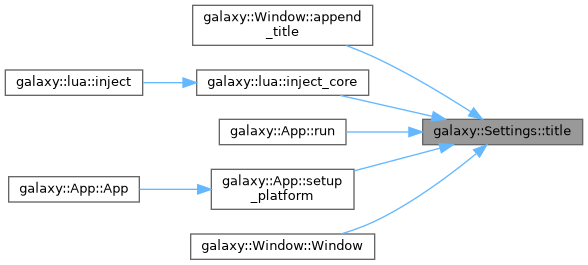 galaxy::Window::append
_title
galaxy::lua::inject
galaxy::lua::inject_core
galaxy::Settings::title
galaxy::App::run
galaxy::App::setup
_platform
galaxy::App::App
galaxy::Window::Window